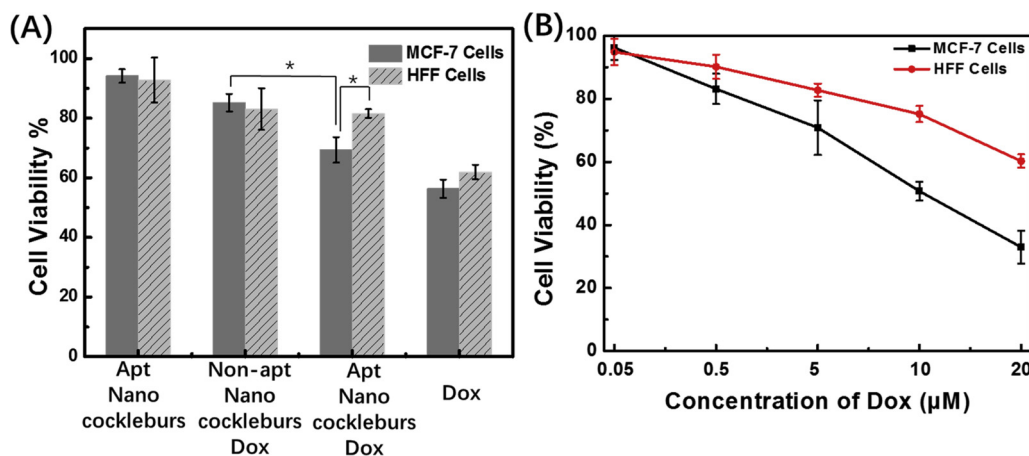 (A)
Cell Viability %
100
80
60
40
20
0
MCF-7 Cells
HFF Cells
*
*
Apt
Nano
cockleburs
Non-apt
Nano
cockleburs
Dox
Apt
Nano
cockleburs
Dox
Dox
(B)
Cell Viability (%)
100
80
60
40
20
0
MCF-7 Cells
HFF Cells
0.05
0.5
5
10
20
Concentration of Dox (μM)